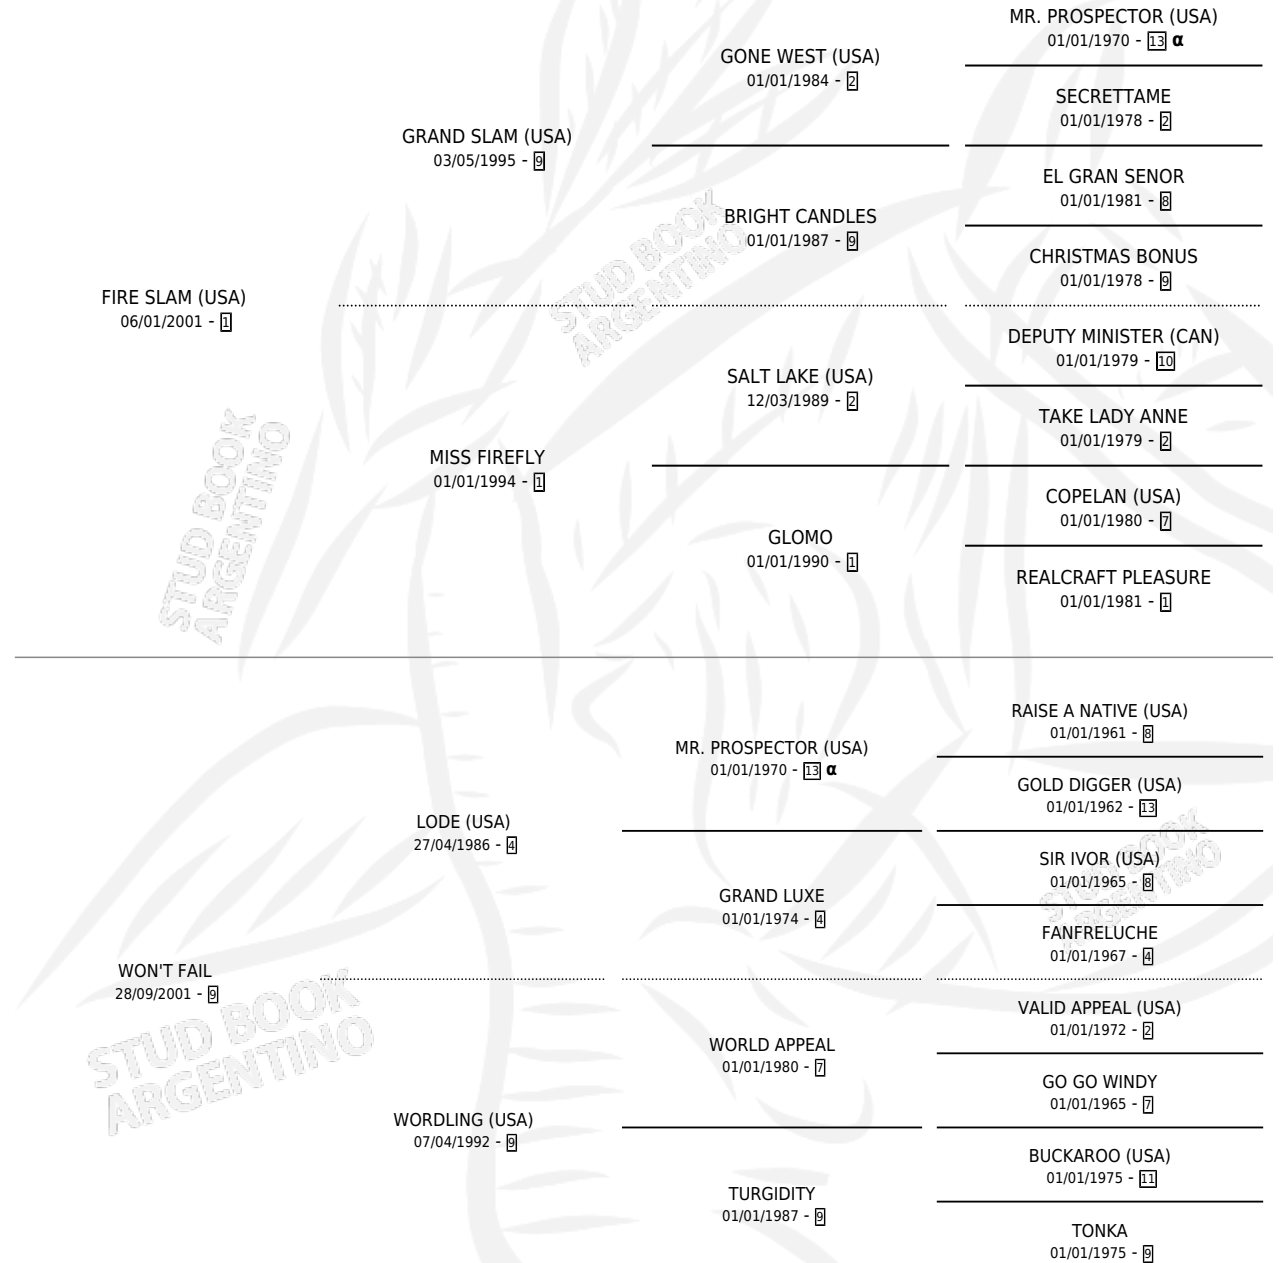 MR. PROSPECTOR (USA)
01/01/1970 - 13 α
GONE WEST (USA)
01/01/1984 - 2
SECRETTAME
01/01/1978 - 2
GRAND SLAM (USA)
03/05/1995 - 9
EL GRAN SENOR
01/01/1981 - 8
BRIGHT CANDLES
01/01/1987 - 9
CHRISTMAS BONUS
01/01/1978 - 9
FIRE SLAM (USA)
06/01/2001 - 1
DEPUTY MINISTER (CAN)
01/01/1979 - 10
SALT LAKE (USA)
12/03/1989 - 2
TAKE LADY ANNE
01/01/1979 - 2
MISS FIREFLY
01/01/1994 - 1
COPELAN (USA)
01/01/1980 - 7
GLOMO
01/01/1990 - 1
REALCRAFT PLEASURE
01/01/1981 - 1
STUD BOOK
ARGENTINO
STUD BOOK
ARGENTINO
RAISE A NATIVE (USA)
01/01/1961 - 8
MR. PROSPECTOR (USA)
01/01/1970 - 13 α
GOLD DIGGER (USA)
01/01/1962 - 13
LODE (USA)
27/04/1986 - 4
SIR IVOR (USA)
01/01/1965 - 8
GRAND LUXE
01/01/1974 - 4
FANFRELUCHE
01/01/1967 - 4
WON'T FAIL
28/09/2001 - 9
VALID APPEAL (USA)
01/01/1972 - 2
WORLD APPEAL
01/01/1980 - 7
GO GO WINDY
01/01/1965 - 7
WORDLING (USA)
07/04/1992 - 9
BUCKAROO (USA)
01/01/1975 - 11
TURGIDITY
01/01/1987 - 9
TONKA
01/01/1975 - 9
STUD BOOK
ARGENTINO
STUD BOOK
ARGENTINO